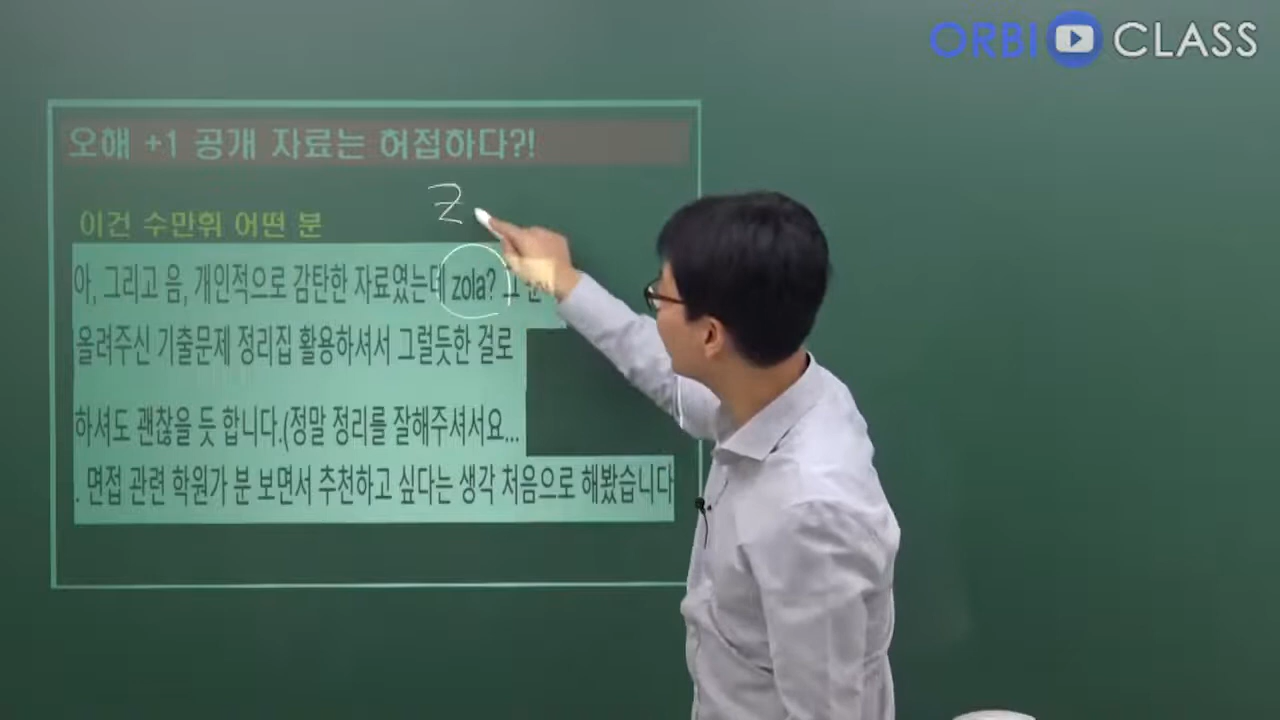 ORBI CLASS
오해 +1 공개 자료는 허접하다?!
Z
이건 수만휘 어떤 분
아, 그리고 음, 개인적으로 감탄한 자료였는데 zola? 그
올려주신 기출문제 정리집 활용하셔서 그럴듯한 걸로
하셔도 괜찮을 듯 합니다.(정말 정리를 잘해주셔서요...
. 면접 관련 학원가 분 보면서 추천하고 싶다는 생각 처음으로 해봤습니다